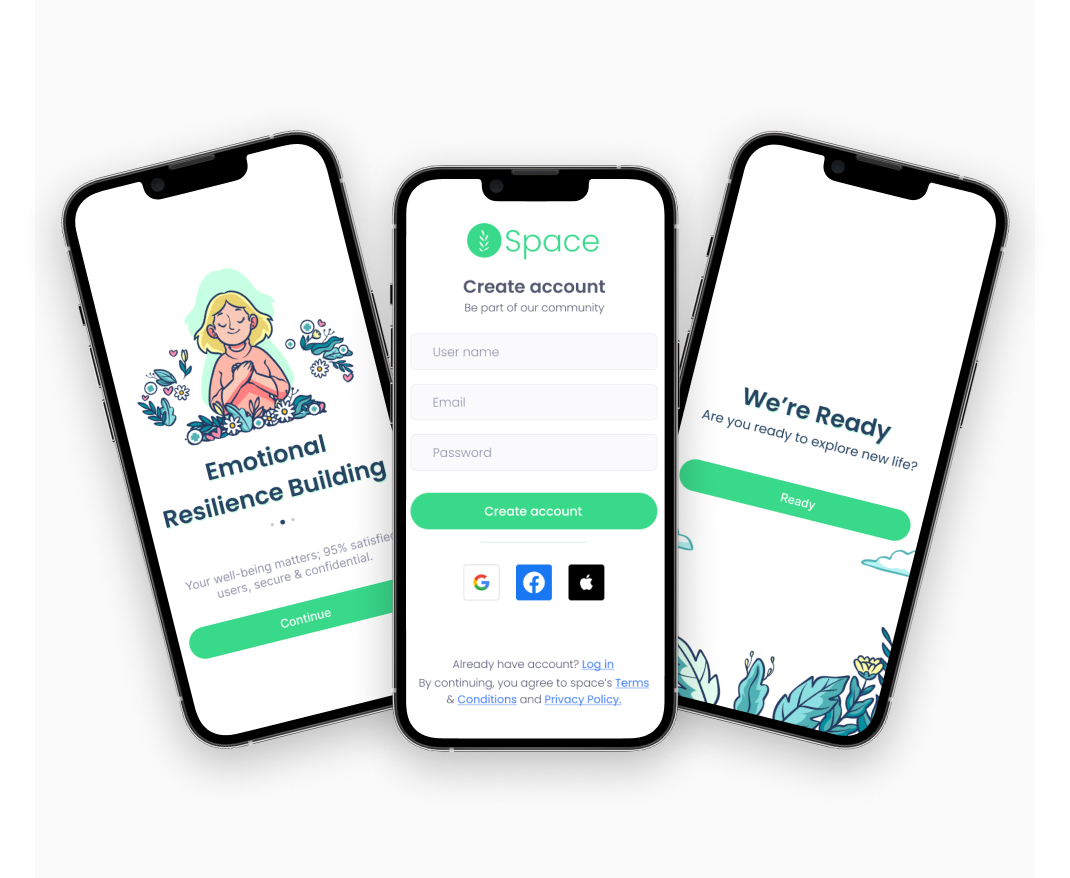 Emotional
Resilience Building
Your well-being matters; 95% satisfied
users, secure & confidential.
Continue
Space
Create account
Be part of our community
User name
Email
Password
Create account
Already have account? Log in
By continuing, you agree to space's Terms
& Conditions and Privacy Policy.
We're Ready
Are you ready to explore new life?
Ready